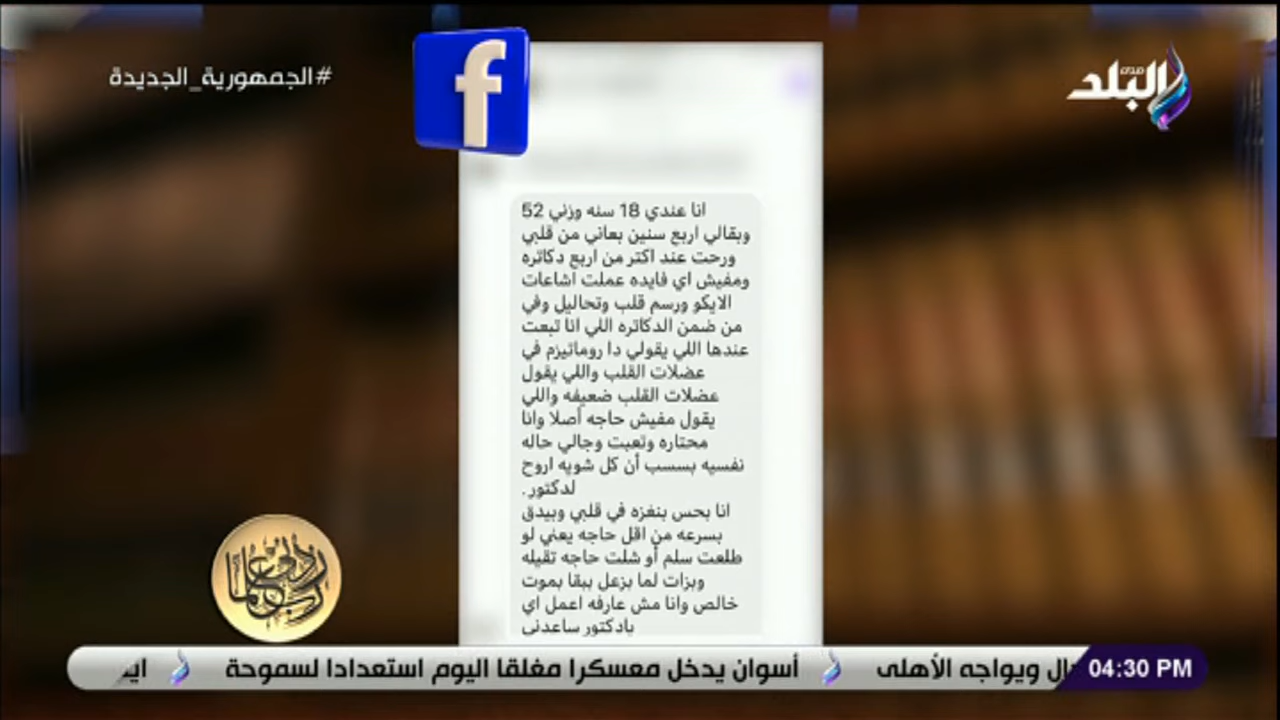 #الجمهورية_الجديدة
صدى البلد
f
انا عندي 18 سنه وزني 52
وبقالي اربع سنين بعاني من قلبي
ورحت عند اكتر من اربع دكاتره
ومفيش اي فايده عملت اشاعات
الايكو ورسم قلب وتحاليل وفي
من ضمن الدكاتره اللي انا تبعت
عندها اللي يقولي دا روماتيزم في
عضلات القلب واللي يقول
عضلات القلب ضعيفه واللي
يقول مفيش حاجه أصلا وانا
محتاره وتعبت وجالي حاله
نفسيه بسسب أن كل شويه اروح
لدكتور.
انا بحس بنغزه في قلبي وبيدق
بسرعه من اقل حاجه يعني لو
طلعت سلم أو شلت حاجه تقيله
وبزات لما بزعل ببقا بموت
خالص وانا مش عارفه اعمل اي
يادكتور ساعدني
رب زدني علما
04:30 PM
ال ويواجه الأهلى
أسوان يدخل معسكرا مغلقا اليوم استعدادا لسموحة